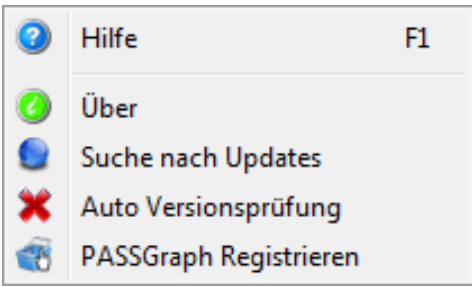 Hilfe F1
Über
Suche nach Updates
Auto Versionsprüfung
PASSGraph Registrieren